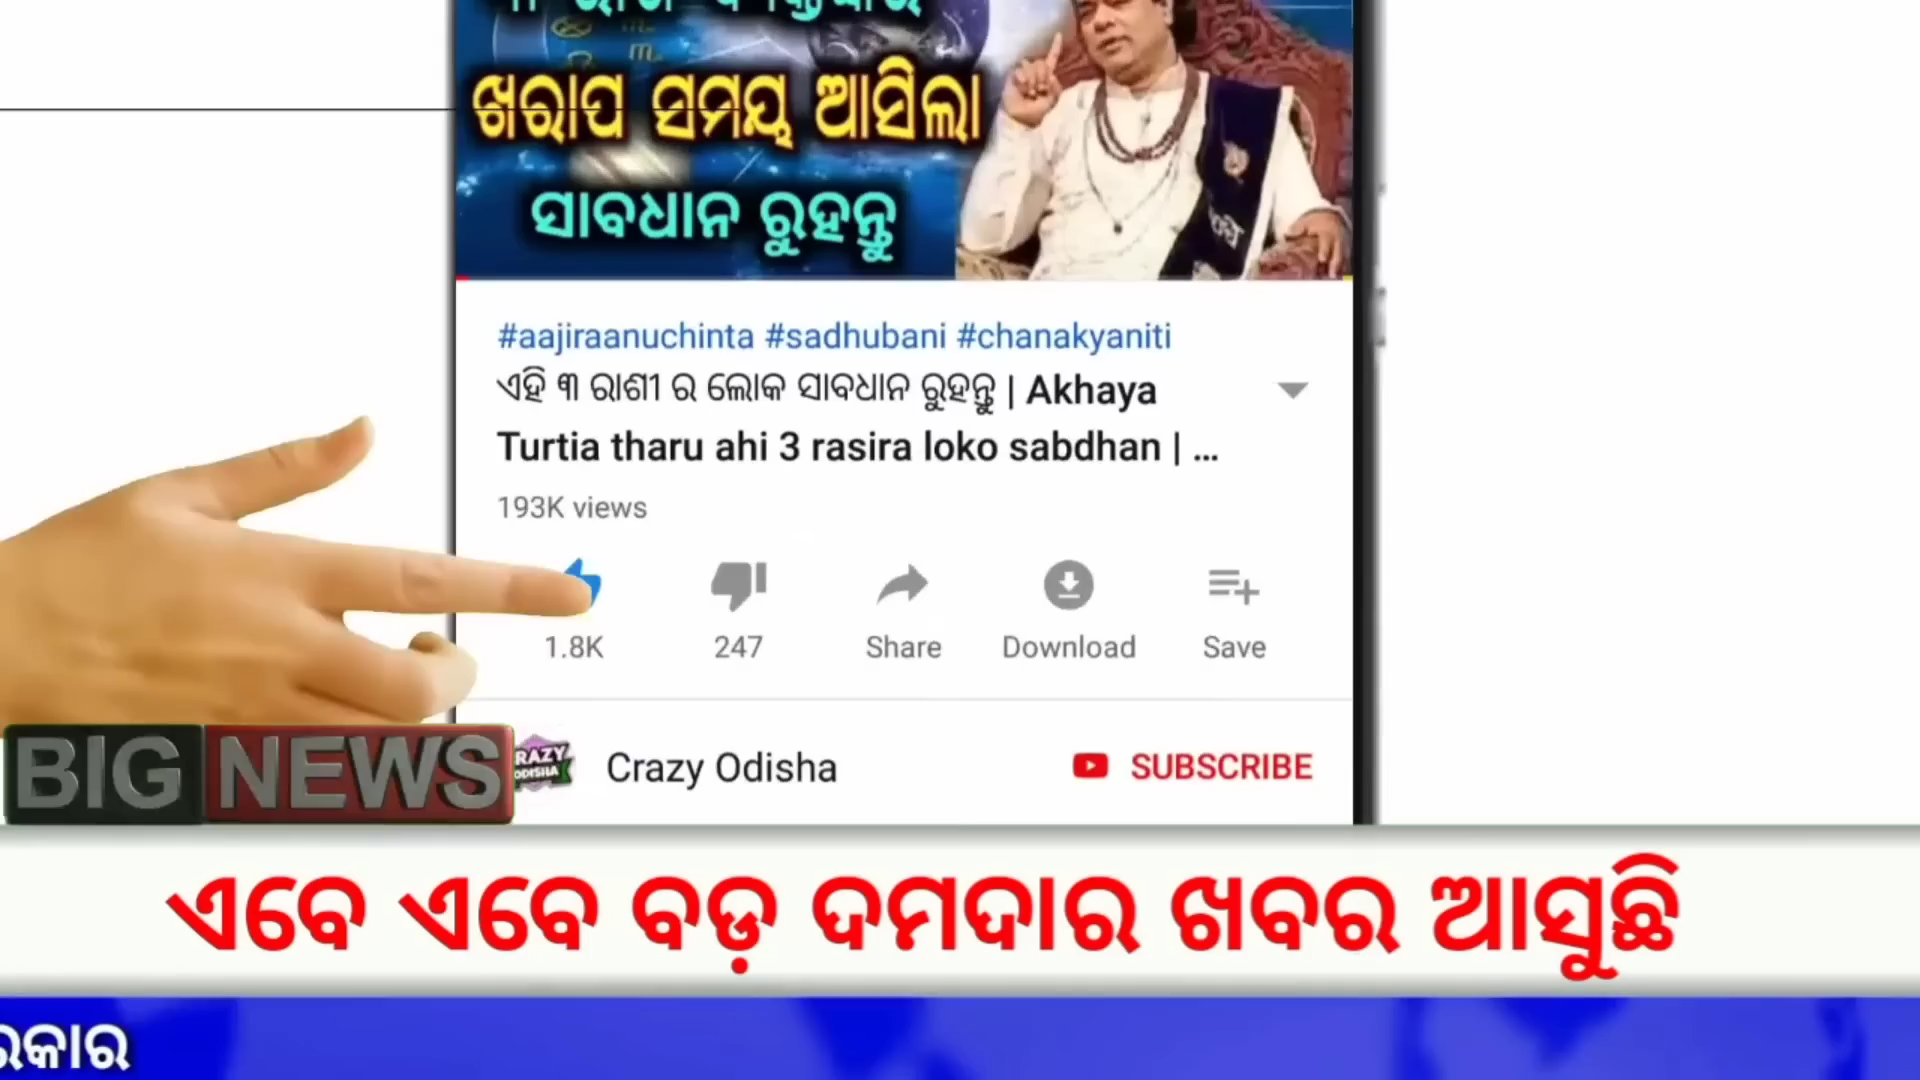 ଖରାପ ସମୟ ଆସିଲା
ସାବଧାନ ରୁହନ୍ତୁ
#aajiraanuchinta #sadhubani #chanakyaniti
ଏହି ୩ ରାଶୀ ର ଲୋକ ସାବଧାନ ରୁହନ୍ତୁ | Akhaya
Turtia tharu ahi 3 rasira loko sabdhan | ...
193K views
1.8K 247 Share Download Save
Crazy Odisha SUBSCRIBE
BIG NEWS
ଏବେ ଏବେ ବଡ଼ ଦମଦାର ଖବର ଆସୁଛି